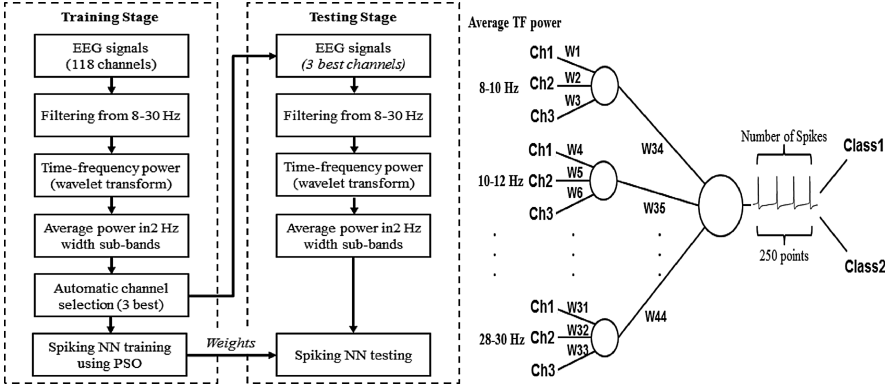 Training Stage
EEG signals
(118 channels)
Filtering from 8-30 Hz
Time-frequency power
(wavelet transform)
Average power in2 Hz
width sub-bands
Automatic channel
selection (3 best)
Spiking NN training
using PSO
Weights
Testing Stage
EEG signals
(3 best channels)
Filtering from 8-30 Hz
Time-frequency power
(wavelet transform)
Average power in2 Hz
width sub-bands
Spiking NN testing
Average TF power
8-10 Hz
Ch1 W1
Ch2 W2
Ch3 W3
10-12 Hz
Ch1 W4
Ch2 W5
Ch3 W6
28-30 Hz
Ch1 W31
Ch2 W32
Ch3 W33
W34
W35
W44
Number of Spikes
250 points
Class1
Class2